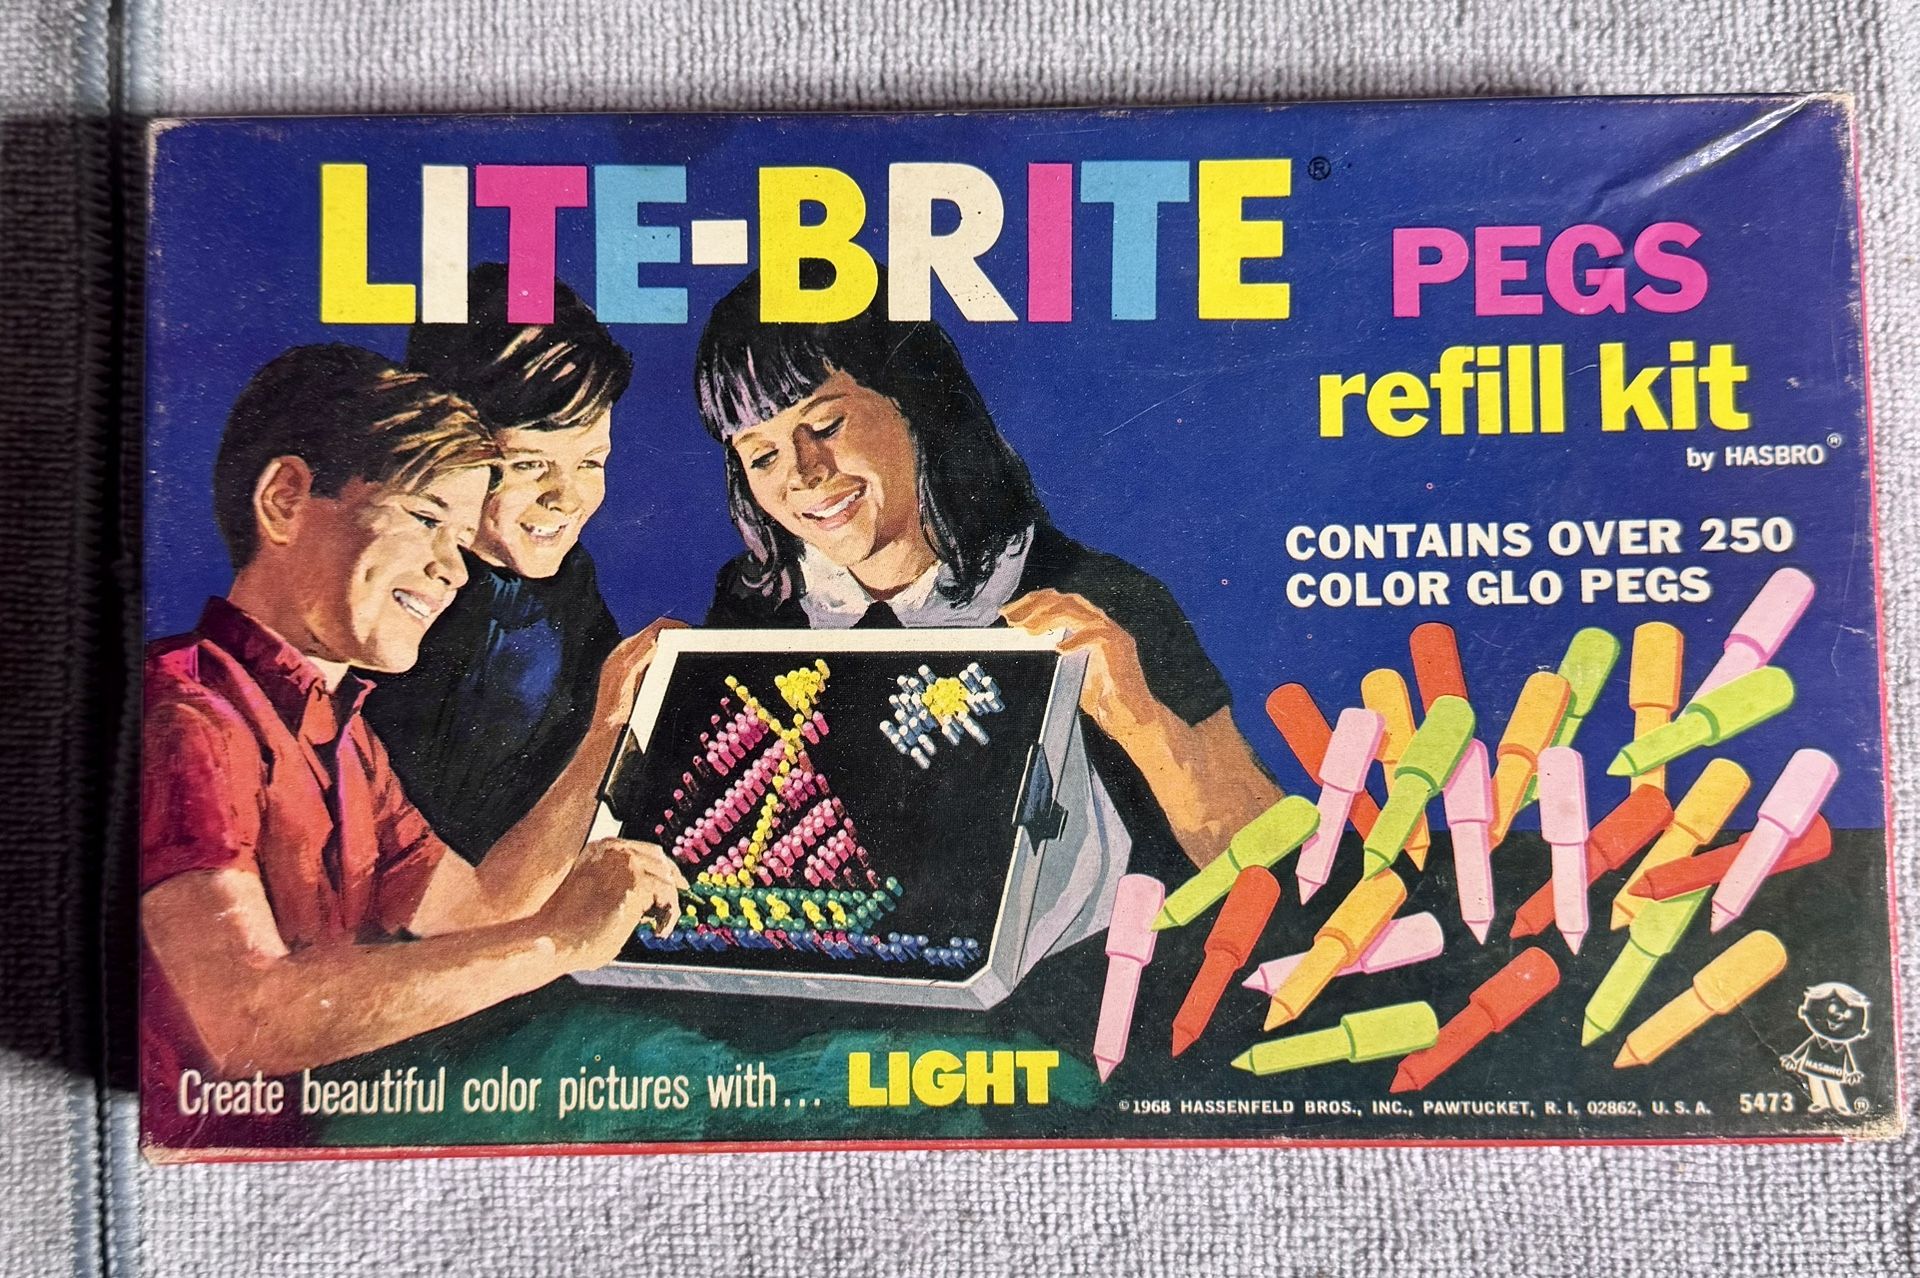 LITE-BRITE®
PEGS
refill kit
by HASBRO®
CONTAINS OVER 250
COLOR GLO PEGS
Create beautiful color pictures with... LIGHT
©1968 HASSENFELD BROS., INC., PAWTUCKET, R. I. 02862, U. S. A.
5473
HASBRO
®